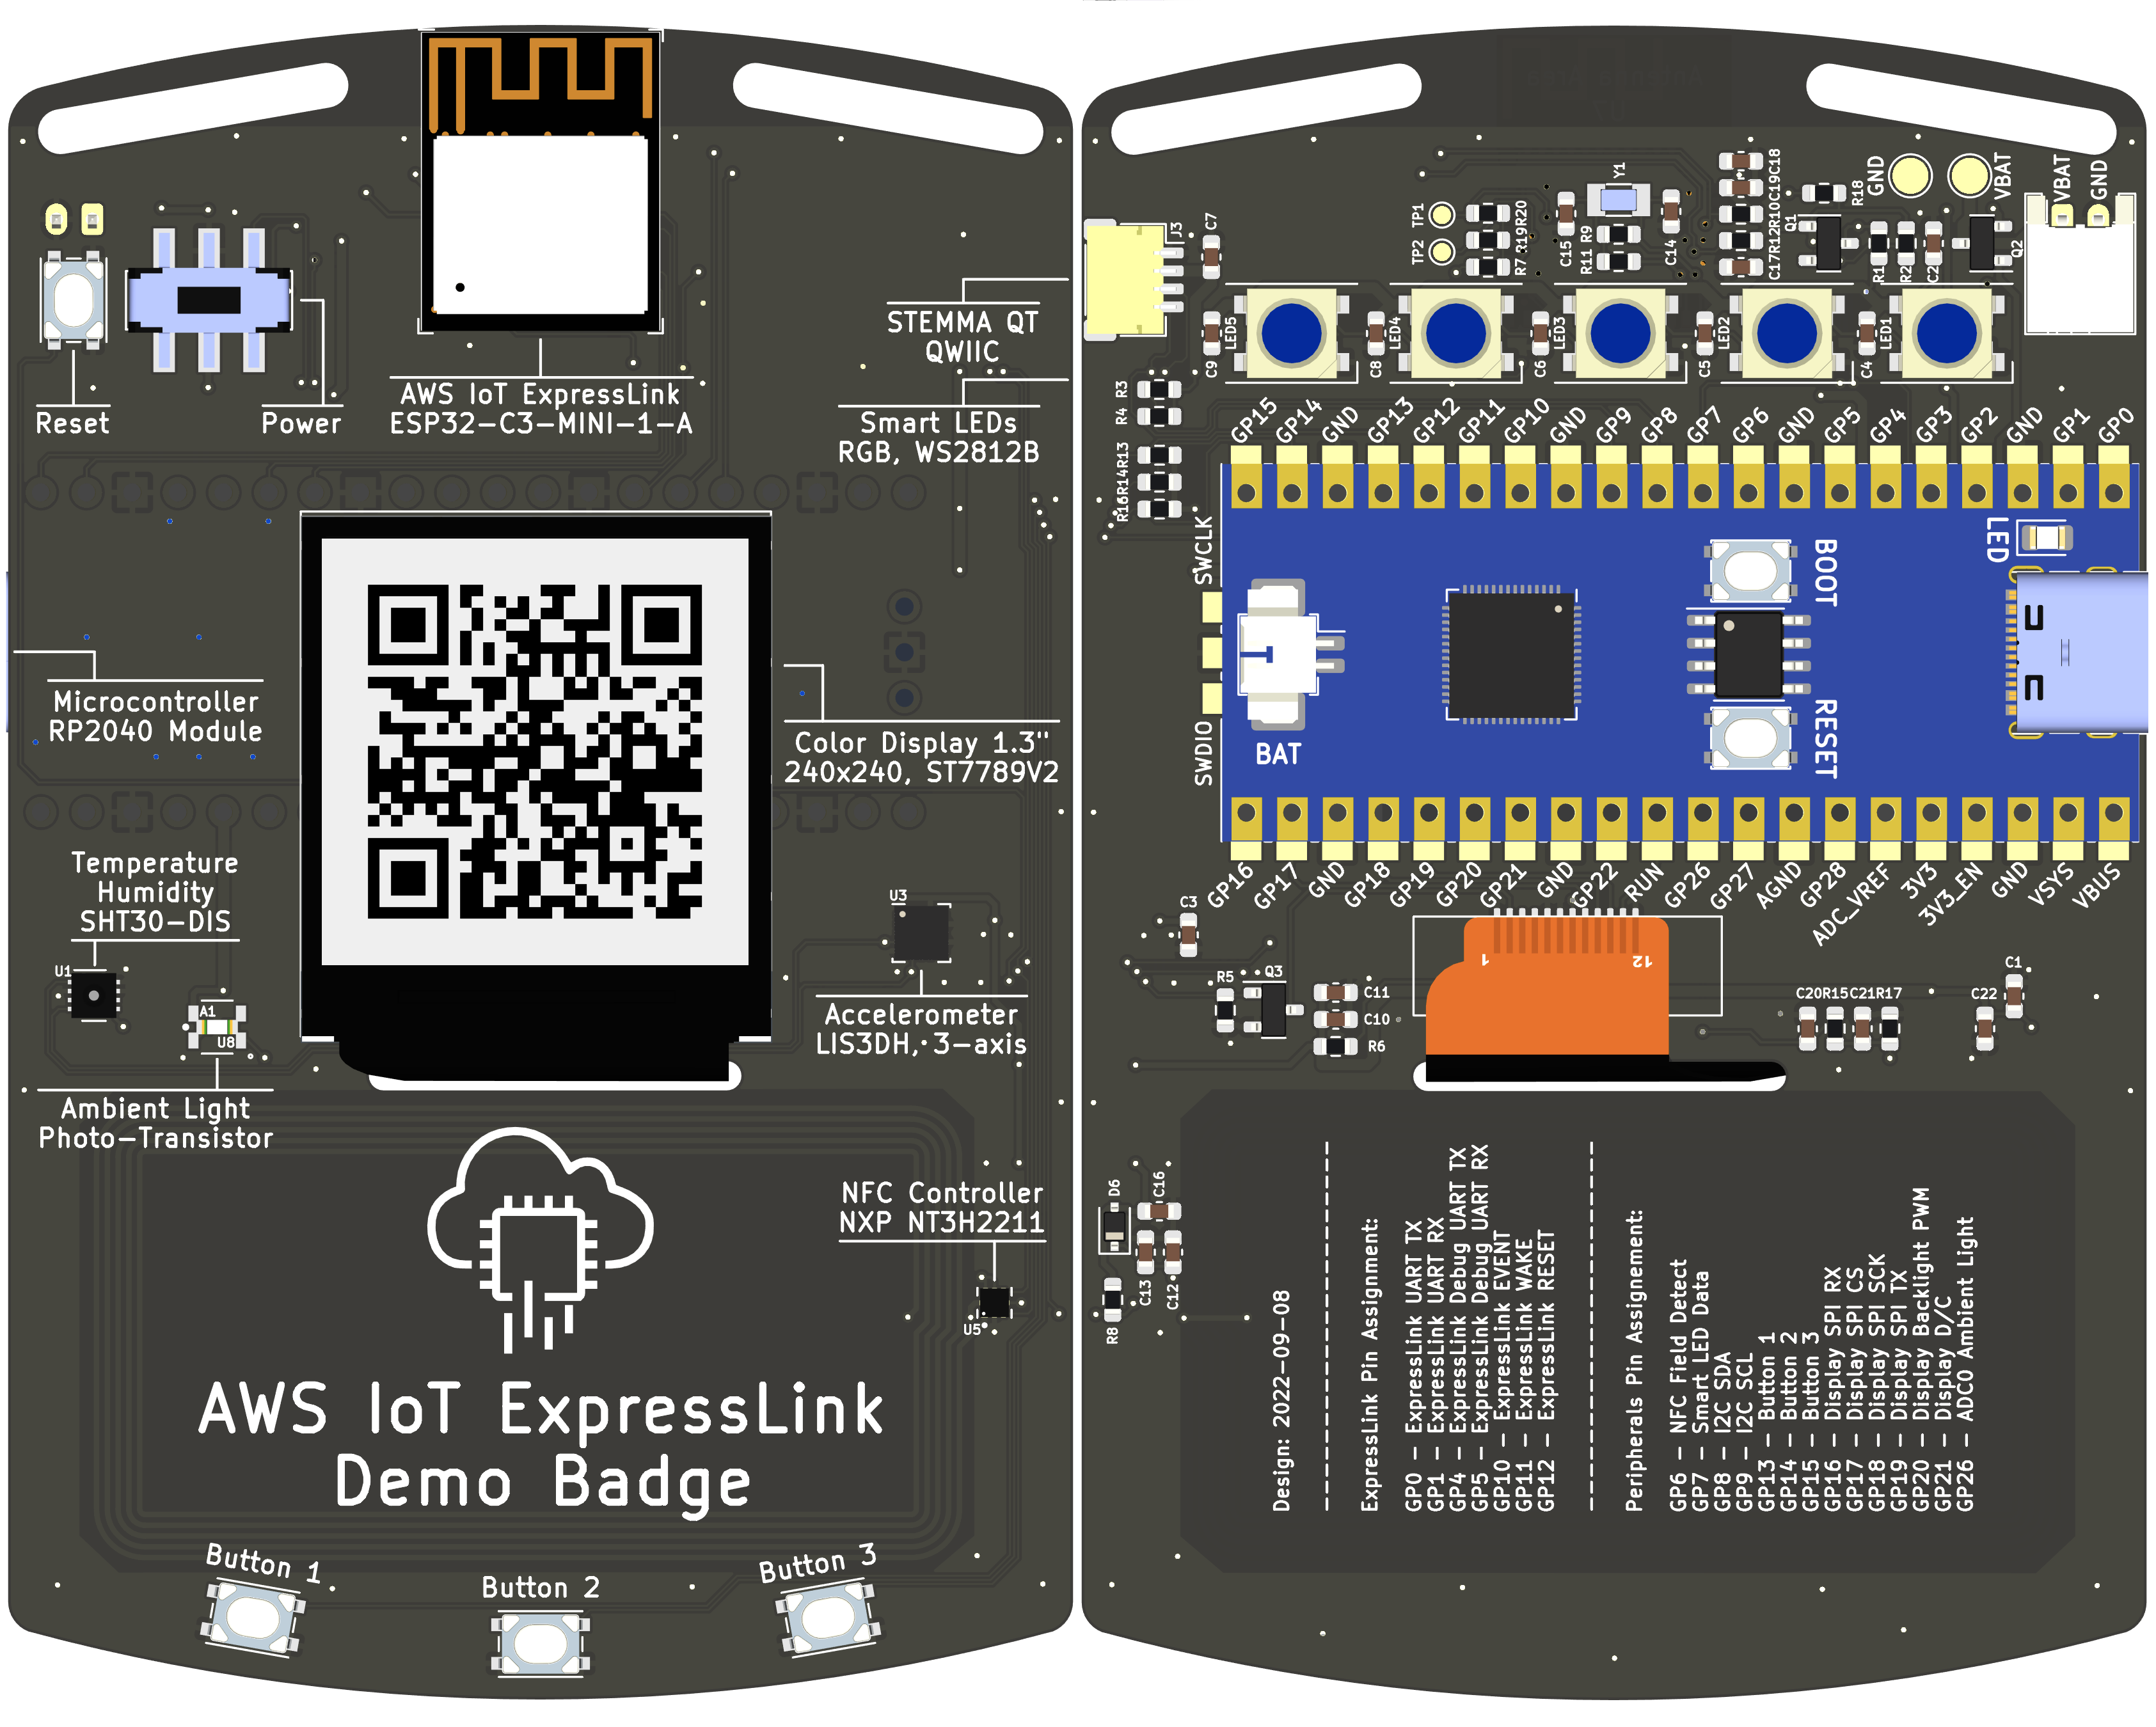 Reset
Power
AWS IoT ExpressLink
ESP32-C3-MINI-1-A
STEMMA QT
QWIIC
Smart LEDs
RGB, WS2812B
Microcontroller
RP2040 Module
Color Display 1.3"
240x240, ST7789V2
Temperature
Humidity
SHT30-DIS
U1
A1
U8
Ambient Light
Photo-Transistor
U3
Accelerometer
LIS3DH, 3-axis
NFC Controller
NXP NT3H2211
U5
AWS IoT ExpressLink
Demo Badge
Button 1
Button 2
Button 3
J3
C7
TP1
TP2
R20
R19
R7
C15
R9
R11
Y1
C14
C18
C19
R10
R12
C17
R18
Q1
R1
R2
C2
Q2
GND
VBAT
VBAT
GND
C9
LED5
C8
LED4
C6
LED3
C5
LED2
C4
LED1
R3
R4
R13
R14
R16
GP15
GP14
GND
GP13
GP12
GP11
GP10
GND
GP9
GP8
GP7
GP6
GND
GP5
GP4
GP3
GP2
GND
GP1
GP0
SWCLK
SWDIO
BAT
BOOT
RESET
LED
GP16
GP17
GND
GP18
GP19
GP20
GP21
GND
GP22
RUN
GP26
GP27
AGND
GP28
ADC_VREF
3V3
3V3_EN
GND
VSYS
VBUS
C3
R5
Q3
C11
C10
R6
1
12
C20
R15
C21
R17
C22
C1
D6
C16
C13
C12
R8
Design: 2022-09-08
-----------------------------
ExpressLink Pin Assignment:
GP0 - ExpressLink UART TX
GP1 - ExpressLink UART RX
GP4 - ExpressLink Debug UART TX
GP5 - ExpressLink Debug UART RX
GP10 - ExpressLink EVENT
GP11 - ExpressLink WAKE
GP12 - ExpressLink RESET
-----------------------------
Peripherals Pin Assignement:
GP6 - NFC Field Detect
GP7 - Smart LED Data
GP8 - I2C SDA
GP9 - I2C SCL
GP13 - Button 1
GP14 - Button 2
GP15 - Button 3
GP16 - Display SPI RX
GP17 - Display SPI CS
GP18 - Display SPI SCK
GP19 - Display SPI TX
GP20 - Display Backlight PWM
GP21 - Display D/C
GP26 - ADC0 Ambient Light